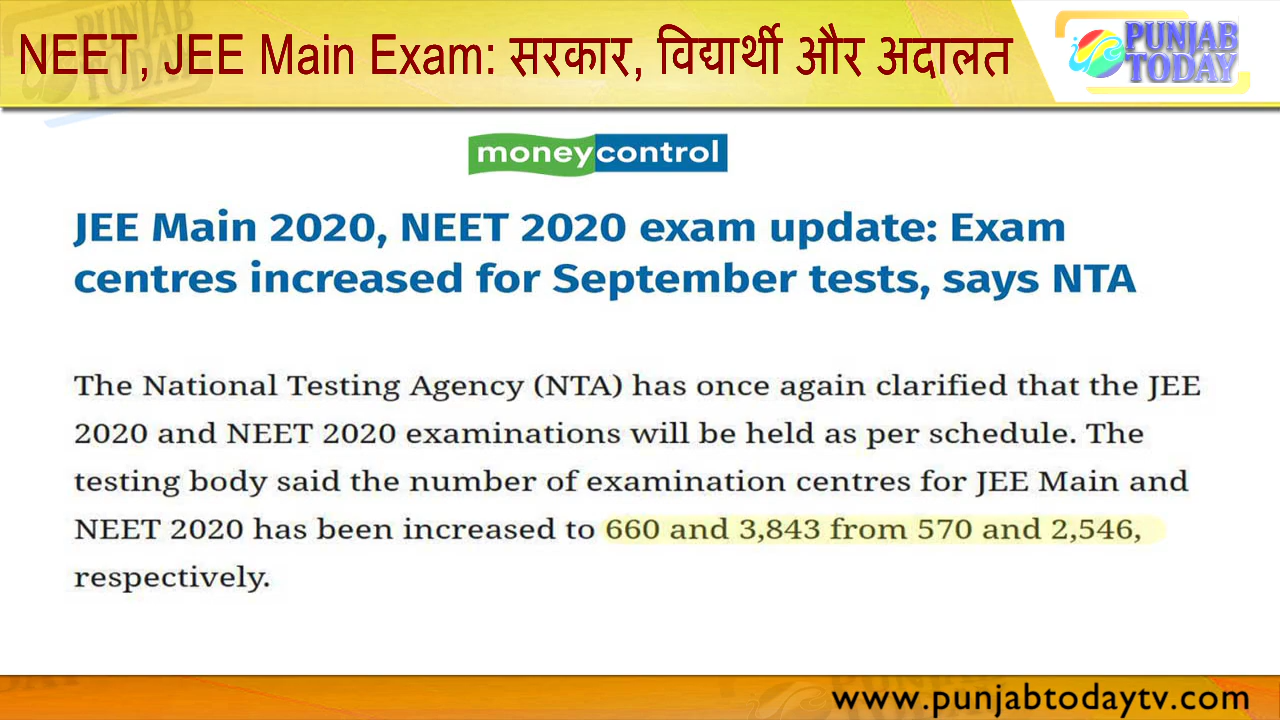 NEET, JEE Main Exam: सरकार, विद्यार्थी और अदालत
PUNJAB
TODAY
moneycontrol
JEE Main 2020, NEET 2020 exam update: Exam
centres increased for September tests, says NTA
The National Testing Agency (NTA) has once again clarified that the JEE
2020 and NEET 2020 examinations will be held as per schedule. The
testing body said the number of examination centres for JEE Main and
NEET 2020 has been increased to 660 and 3,843 from 570 and 2,546,
respectively.
www.punjabtodaytv.com